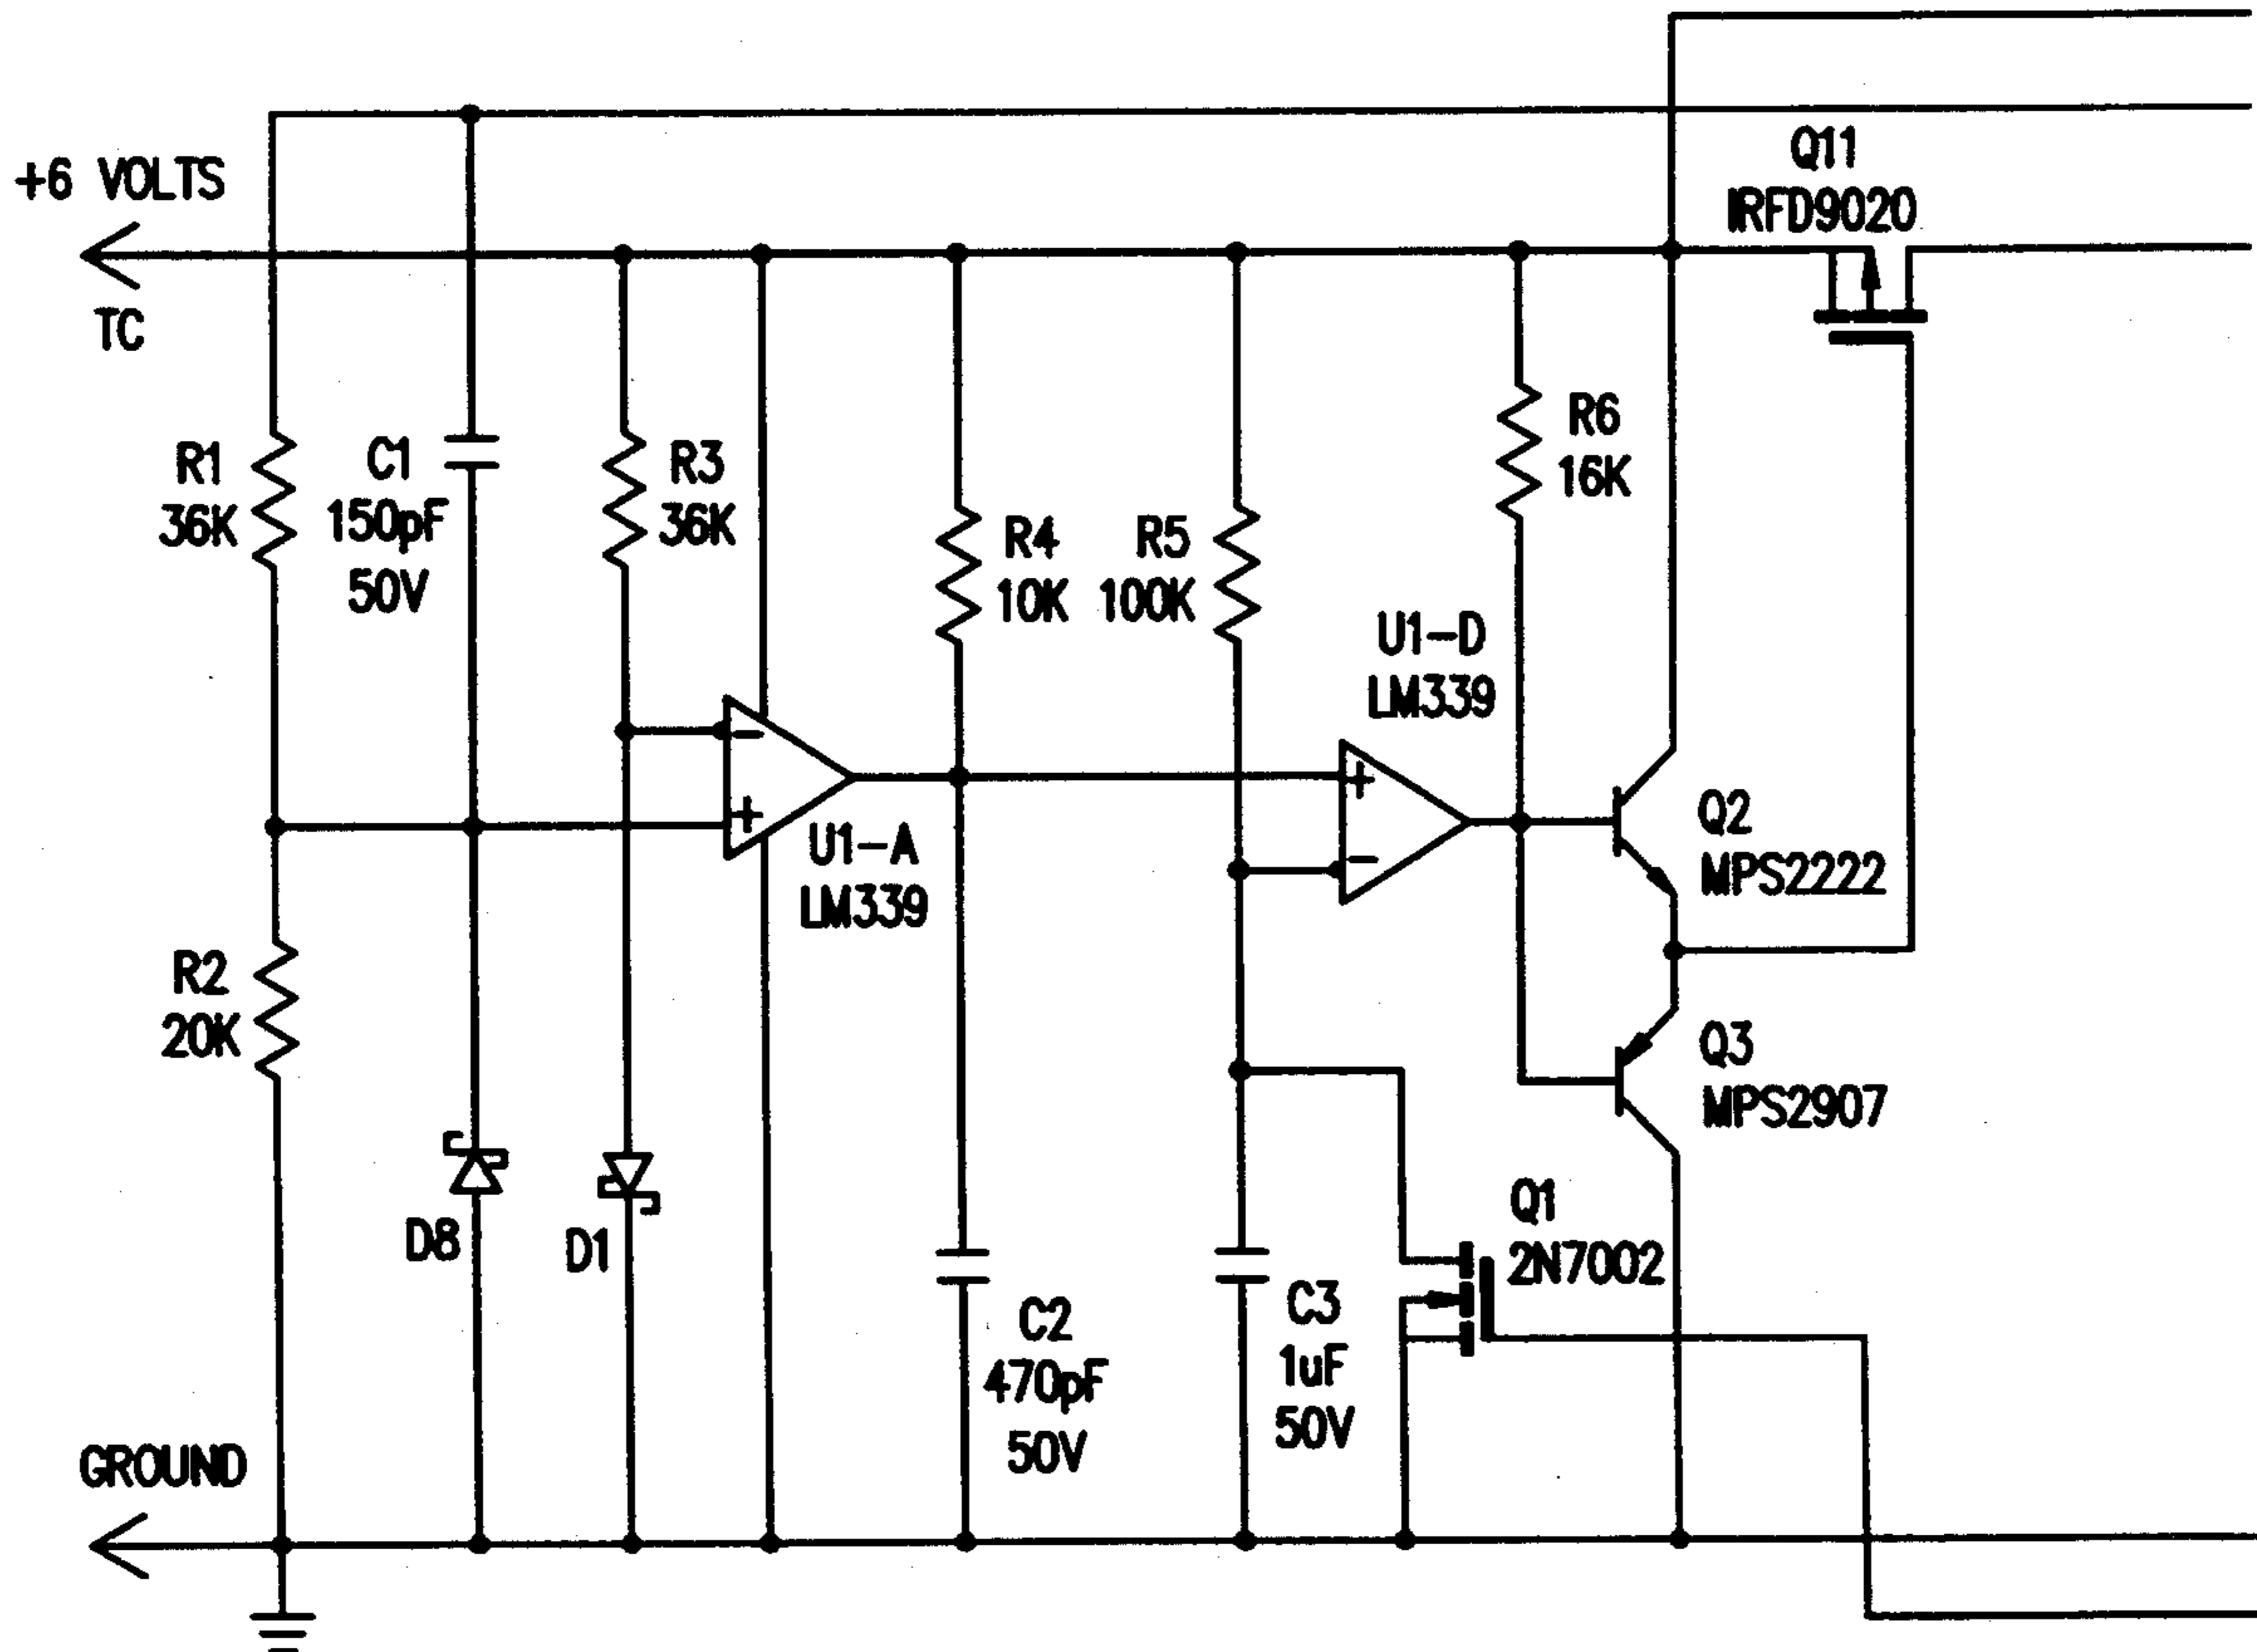 +6 VOLTS
TC
Q11
IRFD9020
R1
36K
C1
150pF
50V
R3
36K
R4
10K
R5
100K
R6
16K
U1-D
LM339
-
+
U1-A
LM339
+
-
Q2
MPS2222
R2
20K
Q3
MPS2907
D8
D1
Q1
2N7002
C2
470pF
50V
C3
1uF
50V
GROUND